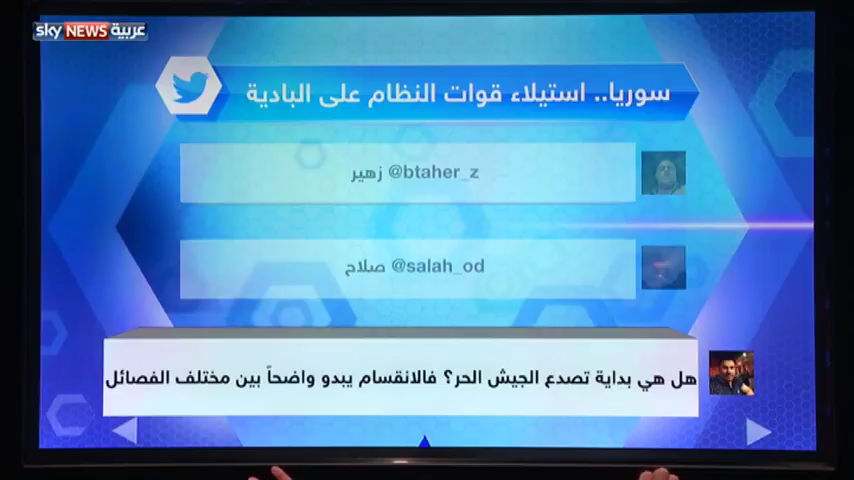 sky NEWS عربية
سوريا.. استيلاء قوات النظام على البادية
زهير @btaher_z
صلاح @salah_od
هل هي بداية تصدع الجيش الحر؟ فالانقسام يبدو واضحاً بين مختلف الفصائل